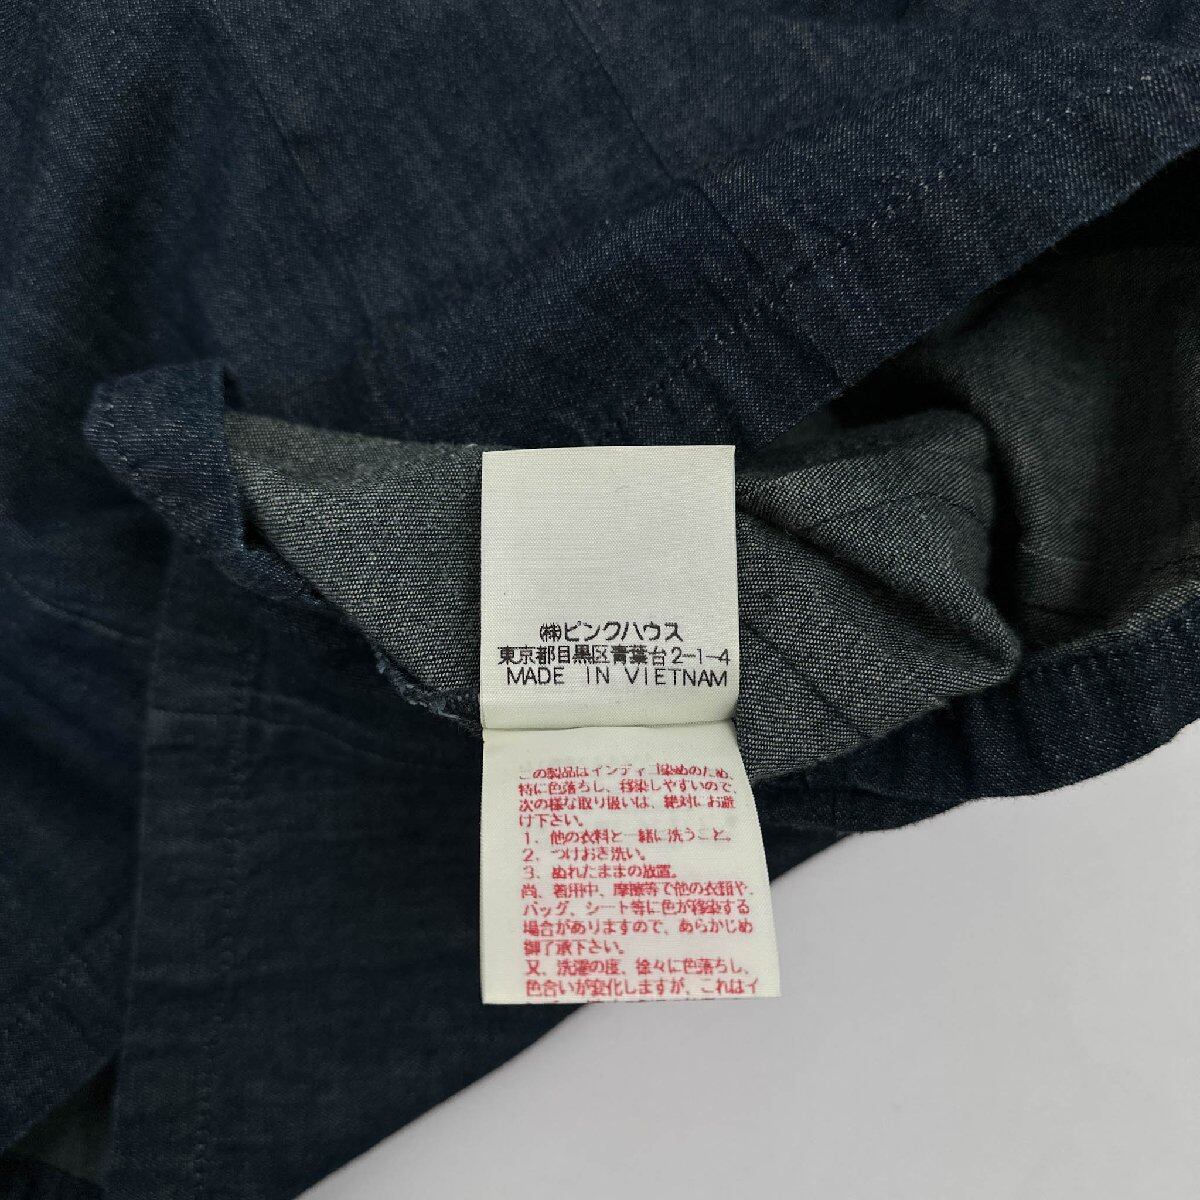 ㈱ピンクハウス
東京都目黒区青葉台2-1-4
MADE IN VIETNAM
この製品はインディゴ染めのため、
特に色落ちし、移染しやすいので、
次の様な取り扱いは、絶対にお避
け下さい。
1、他の衣料と一緒に洗うこと。
2、つけおき洗い。
3、ぬれたままの放置。
尚、着用中、摩擦等で他の衣類や、
バッグ、シート等に色が移染する
場合がありますので、あらかじめ
御了承下さい。
又、洗濯の度、徐々に色落ちし、
色合いが変化しますが、これはイ